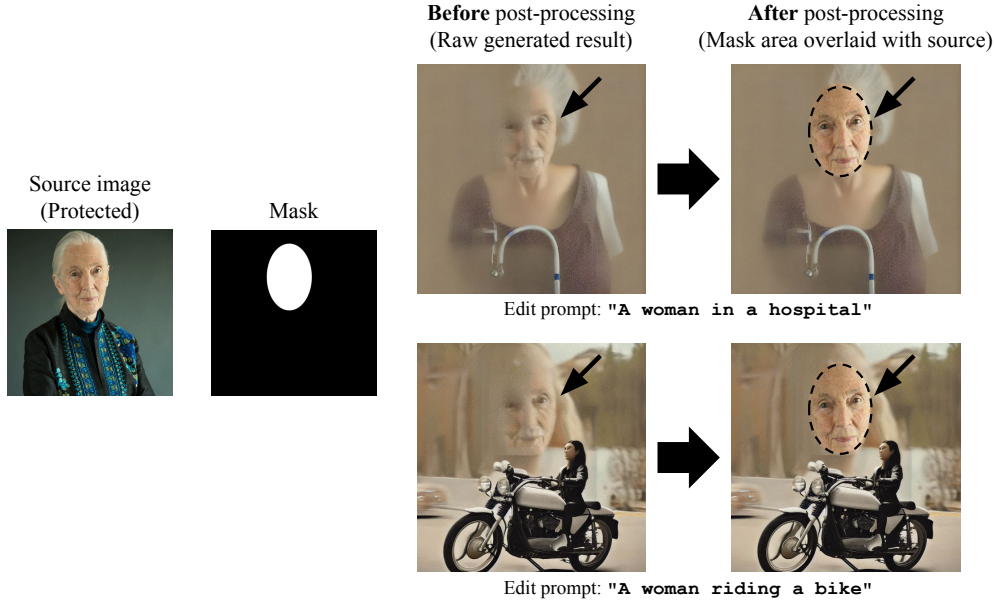 Before post-processing
(Raw generated result)
After post-processing
(Mask area overlaid with source)
Source image
(Protected)
Mask
Edit prompt: "A woman in a hospital"
Edit prompt: "A woman riding a bike"